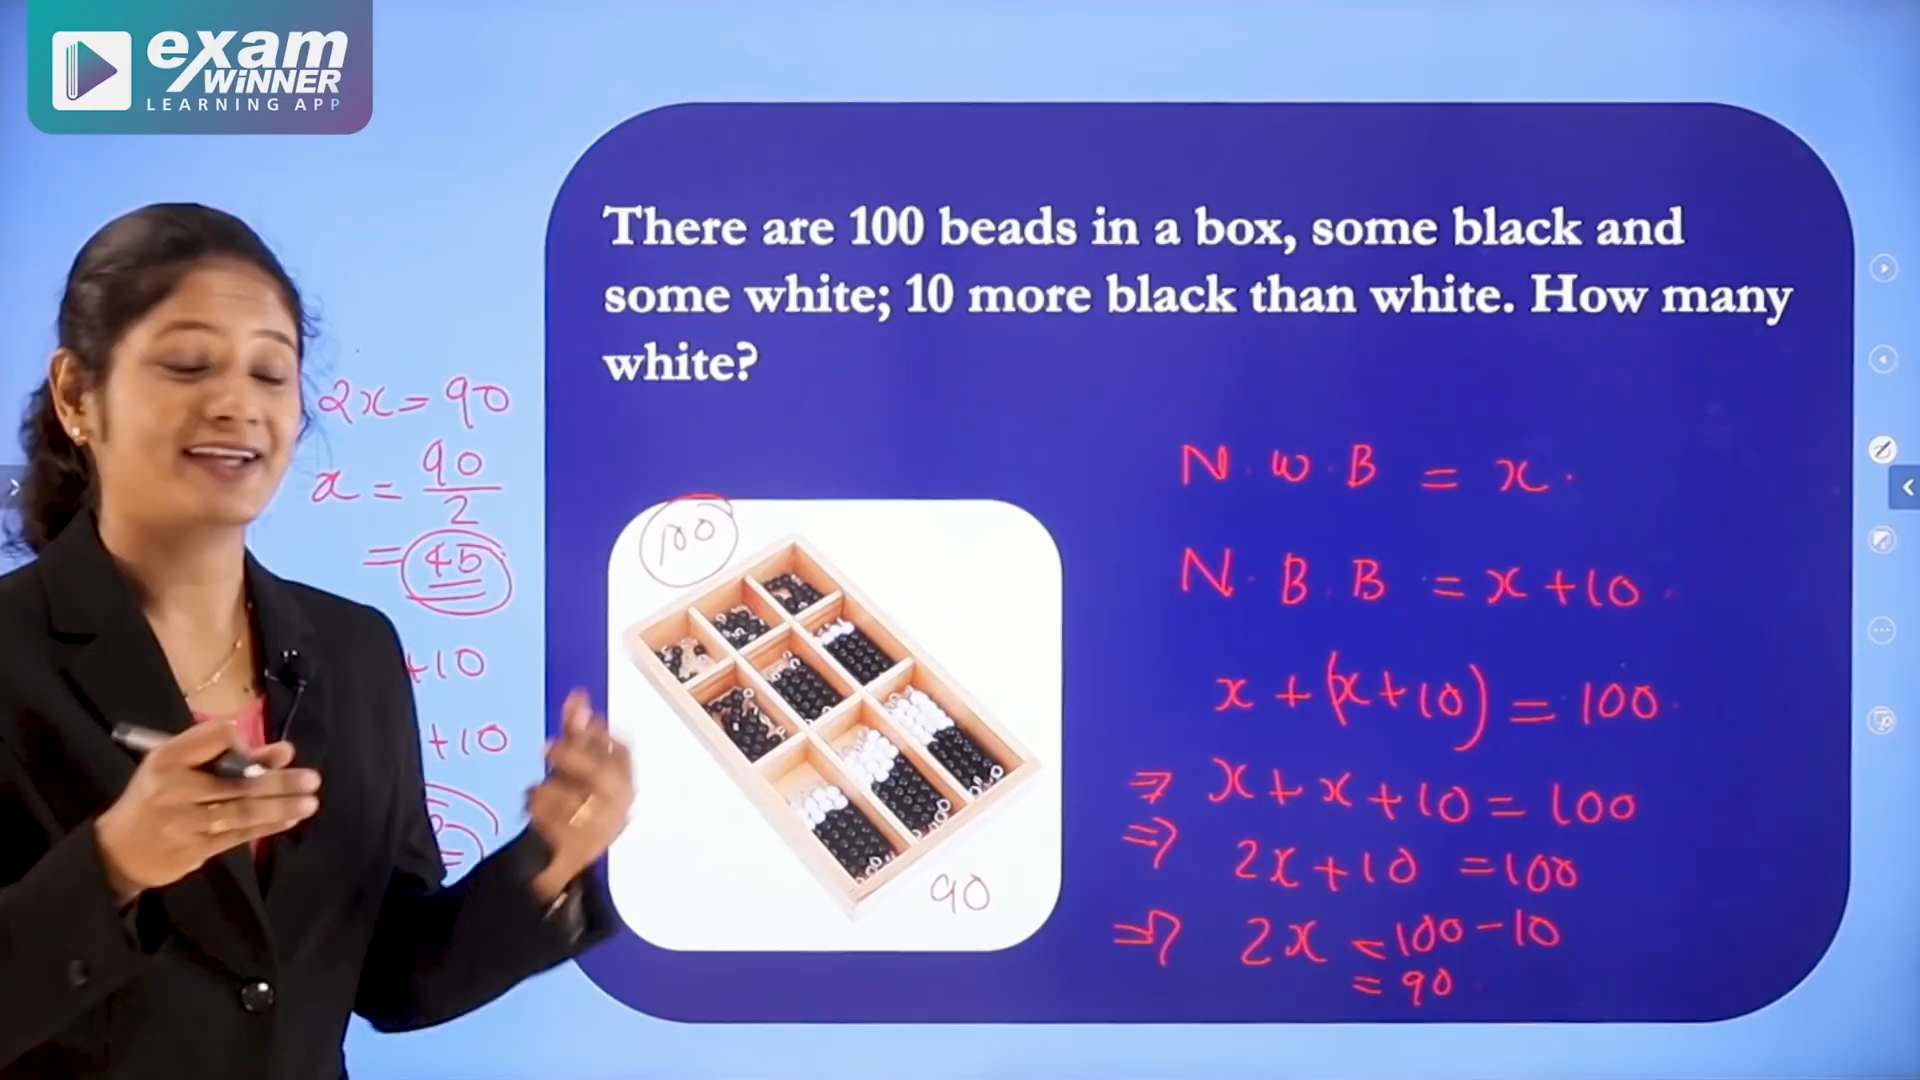 exam
WiNNER
LEARNING APP
There are 100 beads in a box, some black and
some white; 10 more black than white. How many
white?
2x = 90
x = 90
2
= 45
+10
+10
100
90
N. W. B = x.
N. B. B = x + 10.
x + (x + 10) = 100.
⇒ x + x + 10 = 100
⇒ 2x + 10 = 100
⇒ 2x = 100 - 10
= 90.